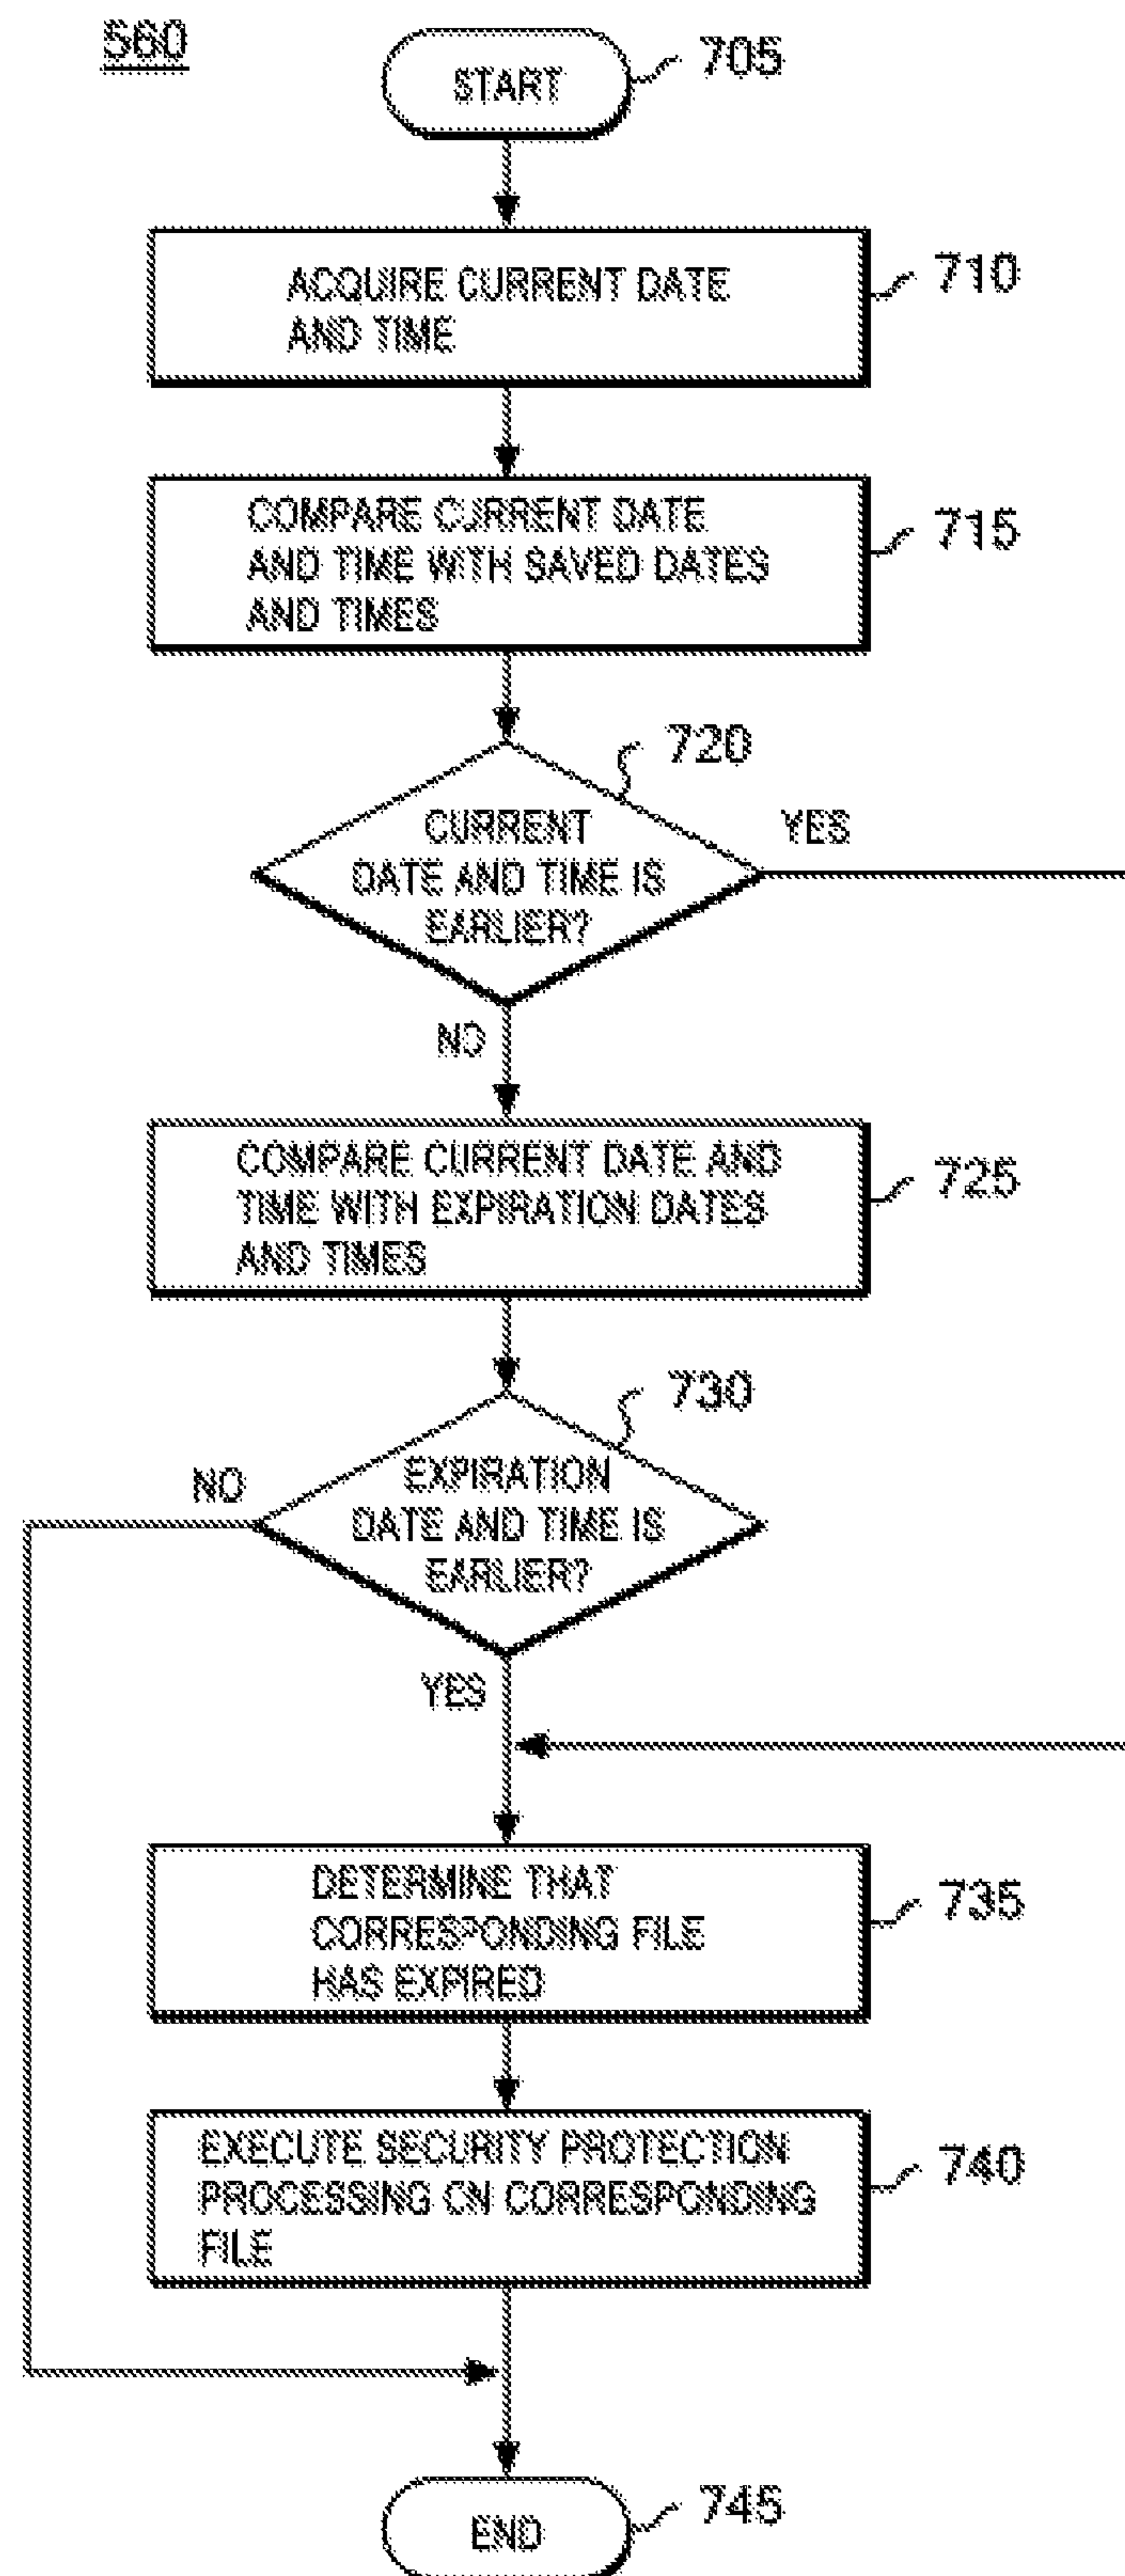 560
START
705
ACQUIRE CURRENT DATE
AND TIME
710
COMPARE CURRENT DATE
AND TIME WITH SAVED DATES
AND TIMES
715
720
CURRENT
DATE AND TIME IS
EARLIER?
YES
NO
COMPARE CURRENT DATE AND
TIME WITH EXPIRATION DATES
AND TIMES
725
730
EXPIRATION
DATE AND TIME IS
EARLIER?
NO
YES
DETERMINE THAT
CORRESPONDING FILE
HAS EXPIRED
735
EXECUTE SECURITY PROTECTION
PROCESSING ON CORRESPONDING
FILE
740
END
745